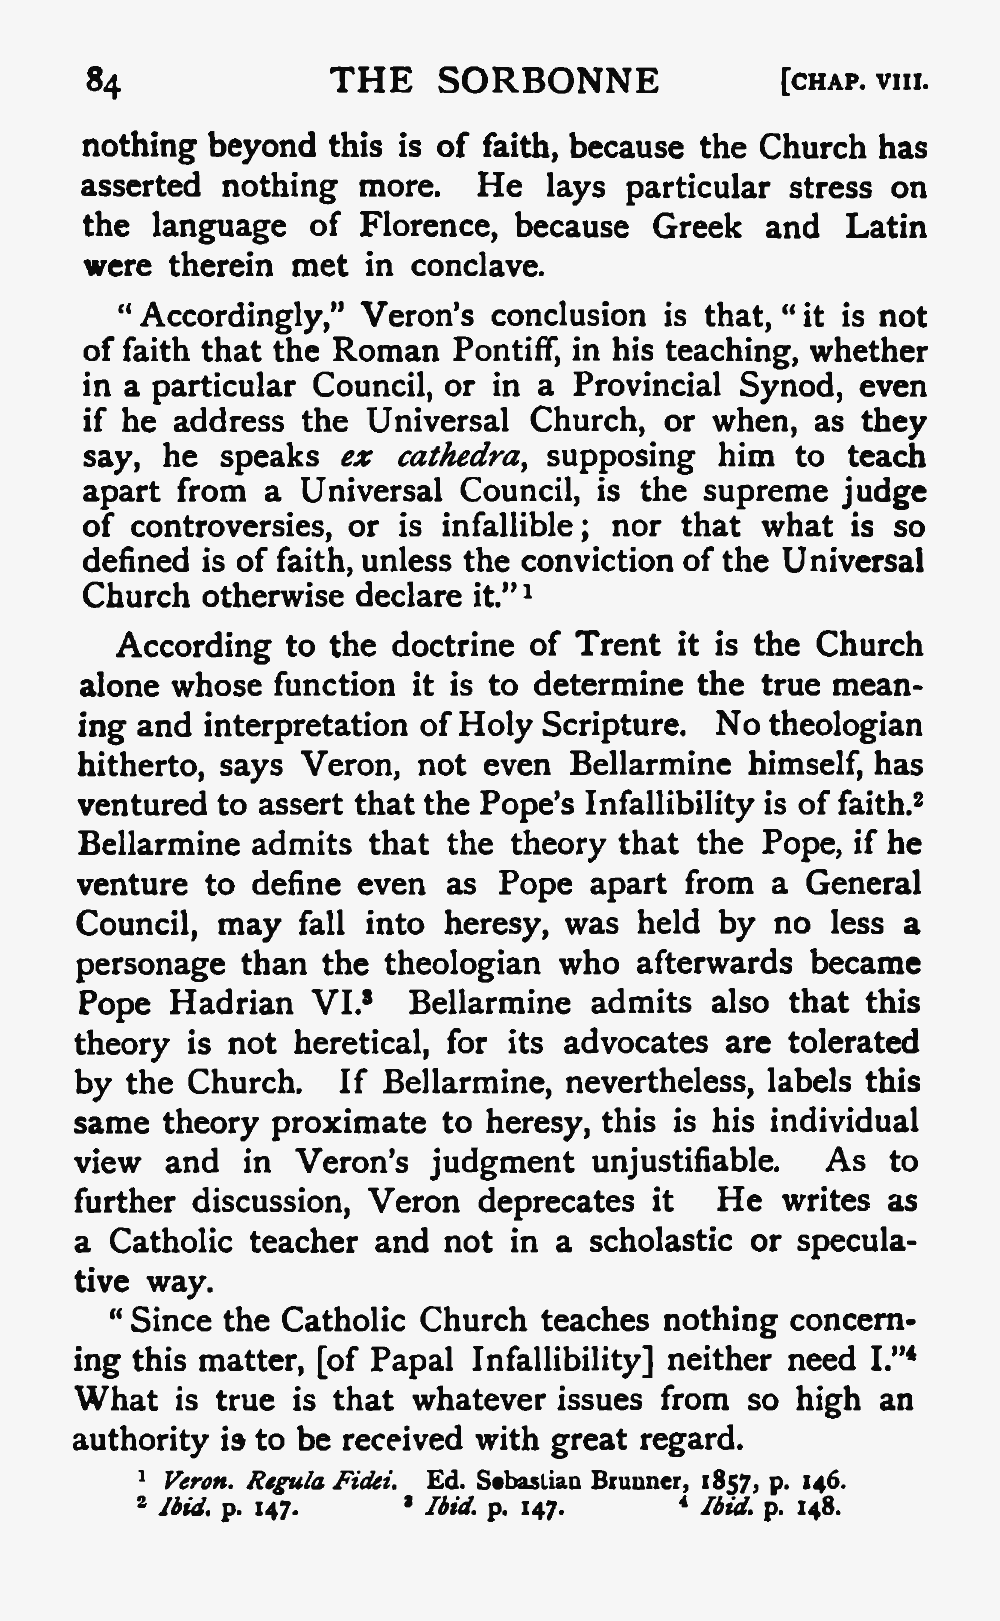 84 THE SORBONNE [CHAP. VIII.
nothing beyond this is of faith, because the Church has
asserted nothing more. He lays particular stress on
the language of Florence, because Greek and Latin
were therein met in conclave.
“Accordingly,” Veron's conclusion is that, “it is not
of faith that the Roman Pontiff, in his teaching, whether
in a particular Council, or in a Provincial Synod, even
if he address the Universal Church, or when, as they
say, he speaks ex cathedra, supposing him to teach
apart from a Universal Council, is the supreme judge
of controversies, or is infallible; nor that what is so
defined is of faith, unless the conviction of the Universal
Church otherwise declare it.”¹
According to the doctrine of Trent it is the Church
alone whose function it is to determine the true mean-
ing and interpretation of Holy Scripture. No theologian
hitherto, says Veron, not even Bellarmine himself, has
ventured to assert that the Pope's Infallibility is of faith.²
Bellarmine admits that the theory that the Pope, if he
venture to define even as Pope apart from a General
Council, may fall into heresy, was held by no less a
personage than the theologian who afterwards became
Pope Hadrian VI.³ Bellarmine admits also that this
theory is not heretical, for its advocates are tolerated
by the Church. If Bellarmine, nevertheless, labels this
same theory proximate to heresy, this is his individual
view and in Veron's judgment unjustifiable. As to
further discussion, Veron deprecates it He writes as
a Catholic teacher and not in a scholastic or specula-
tive way.
“Since the Catholic Church teaches nothing concern-
ing this matter, [of Papal Infallibility] neither need I.”⁴
What is true is that whatever issues from so high an
authority is to be received with great regard.
¹ Veron. Regula Fidei. Ed. Sebastian Brunner, 1857, p. 146.
² Ibid. p. 147. ³ Ibid. p. 147. ⁴ Ibid. p. 148.